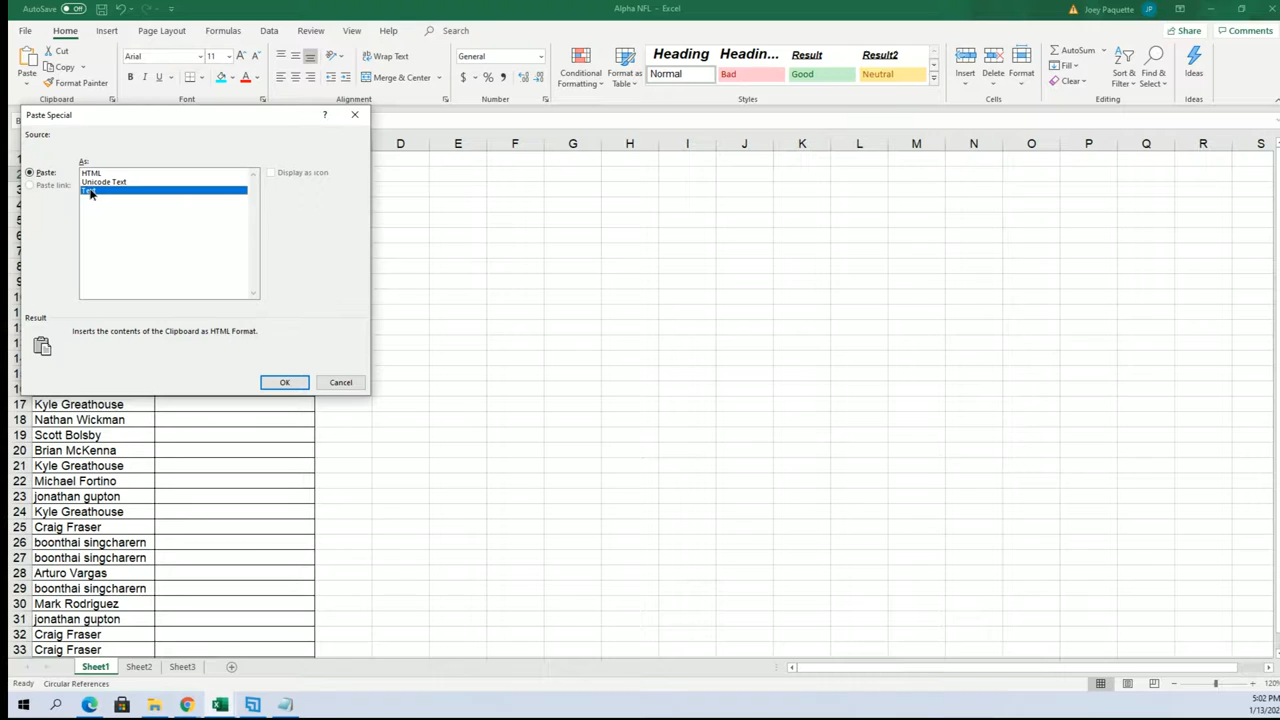 AutoSave Off
Alpha NFL - Excel
Joey Paquette JP
File Home Insert Page Layout Formulas Data Review View Help Search
Share Comments
Paste
Cut
Copy
Format Painter
Clipboard
Arial 11
B I U
Font
Wrap Text
Merge & Center
Alignment
General
$ % 9
Number
Conditional Formatting
Format as Table
Heading Headin... Result Result2
Normal Bad Good Neutral
Styles
Insert Delete Format
Cells
AutoSum
Fill
Clear
Sort & Filter
Find & Select
Editing
Ideas
Ideas
Paste Special ?
Source:
As:
Paste:
Paste link:
HTML
Unicode Text
Display as icon
Result
Inserts the contents of the Clipboard as HTML Format.
OK Cancel
D E F G H I J K L M N O P Q R S
17 Kyle Greathouse
18 Nathan Wickman
19 Scott Bolsby
20 Brian McKenna
21 Kyle Greathouse
22 Michael Fortino
23 jonathan gupton
24 Kyle Greathouse
25 Craig Fraser
26 boonthai singcharern
27 boonthai singcharern
28 Arturo Vargas
29 boonthai singcharern
30 Mark Rodriguez
31 jonathan gupton
32 Craig Fraser
33 Craig Fraser
Sheet1 Sheet2 Sheet3
Ready Circular References
120%
5:02 PM
1/13/202